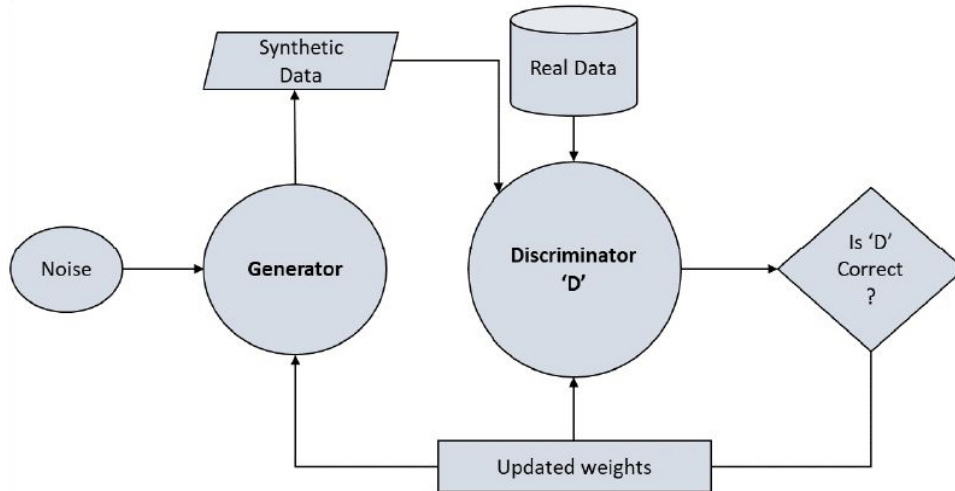 Synthetic
Data
Real Data
Noise
Generator
Discriminator
‘D’
Is ‘D’
Correct
?
Updated weights